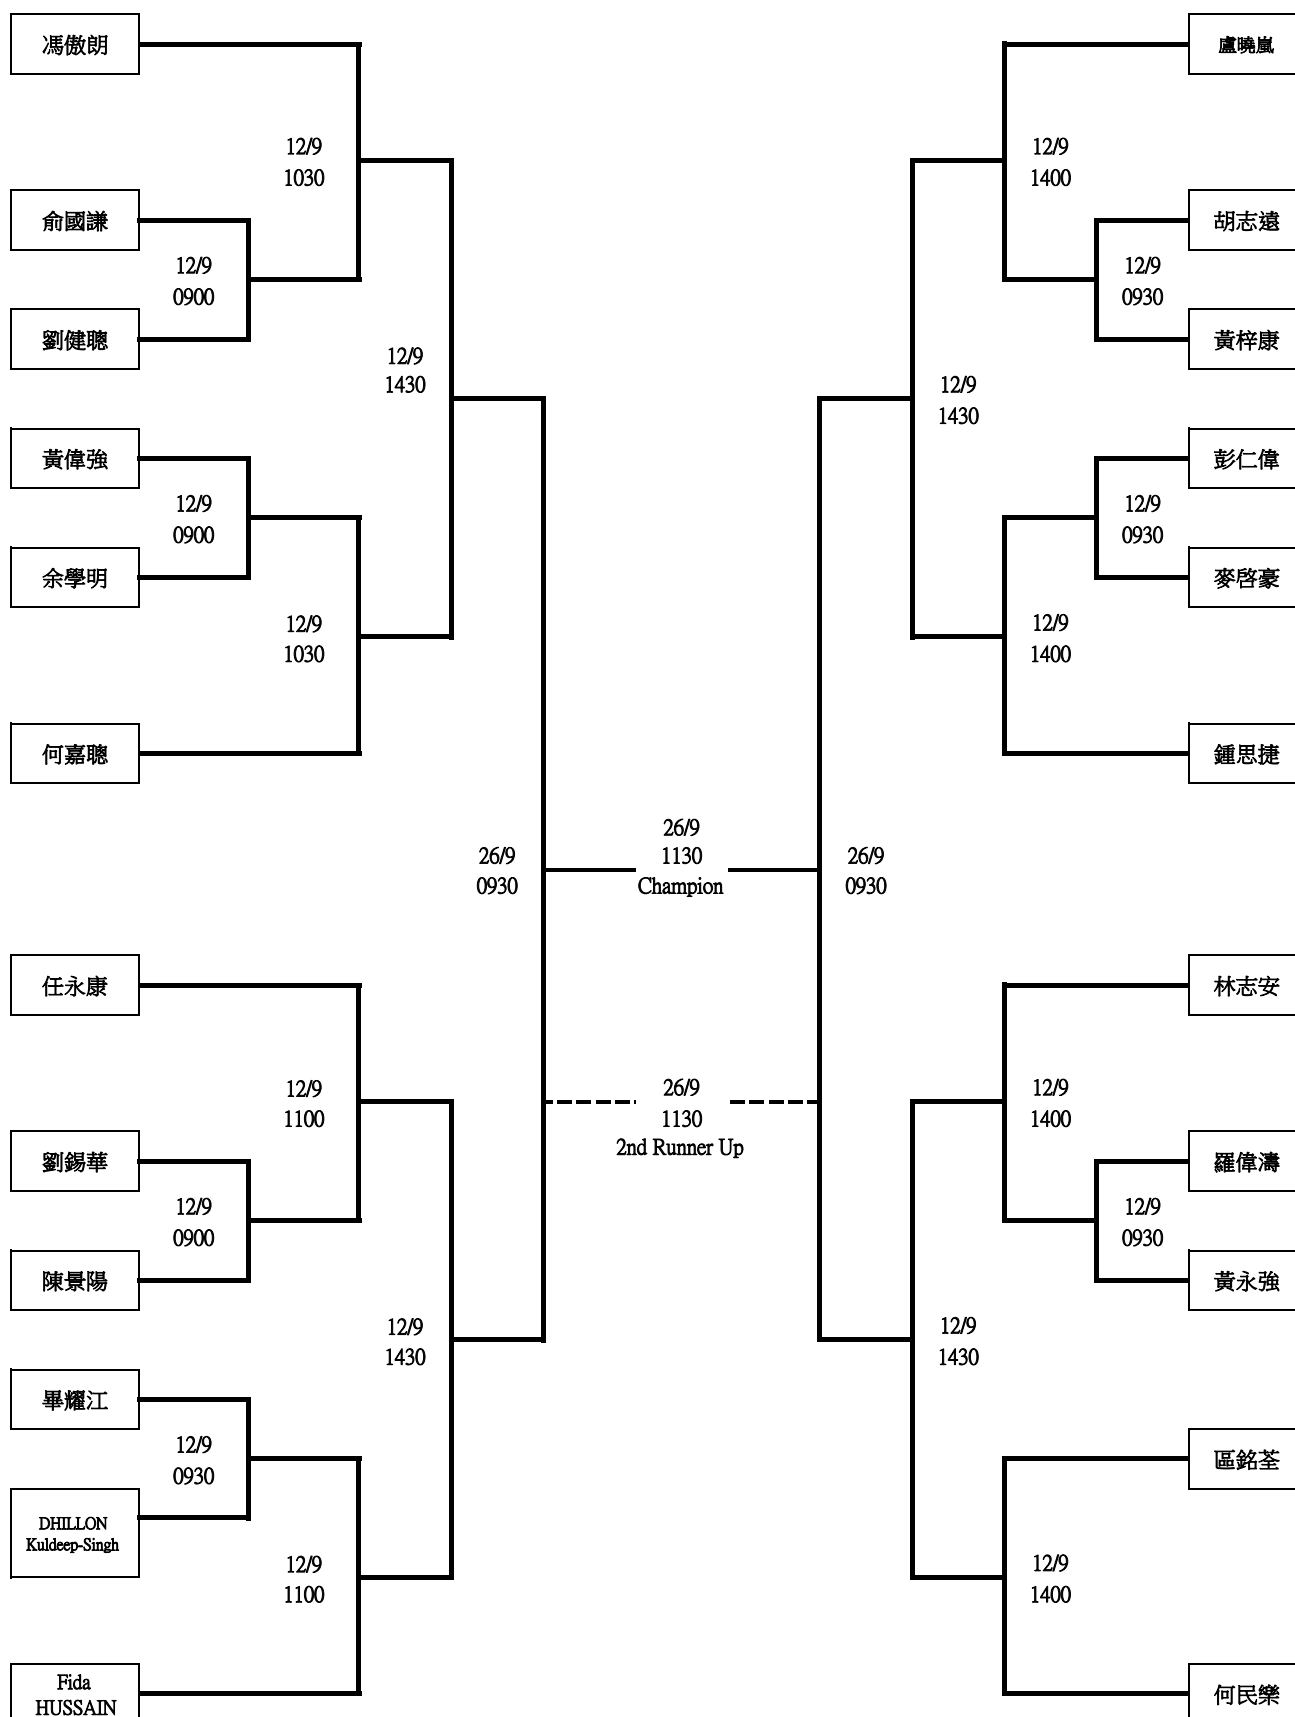 馮傲朗
盧曉嵐
12/9
1030
12/9
1400
俞國謙
胡志遠
12/9
0900
12/9
0930
劉健聰
黃梓康
12/9
1430
12/9
1430
黃偉強
彭仁偉
12/9
0900
12/9
0930
余學明
麥啓豪
12/9
1030
12/9
1400
何嘉聰
鍾思捷
26/9
1130
Champion
26/9
0930
26/9
0930
任永康
林志安
12/9
1100
26/9
1130
2nd Runner Up
12/9
1400
劉錫華
羅偉濤
12/9
0900
12/9
0930
陳景陽
黃永強
12/9
1430
12/9
1430
畢耀江
12/9
0930
區銘荃
DHILLON
Kuldeep-Singh
12/9
1100
12/9
1400
Fida
HUSSAIN
何民樂